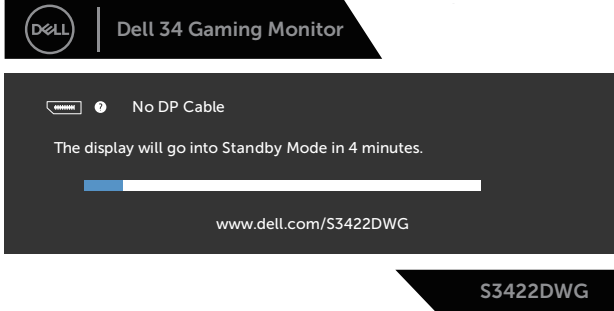 DELL
Dell 34 Gaming Monitor
? No DP Cable
The display will go into Standby Mode in 4 minutes.
www.dell.com/S3422DWG
S3422DWG